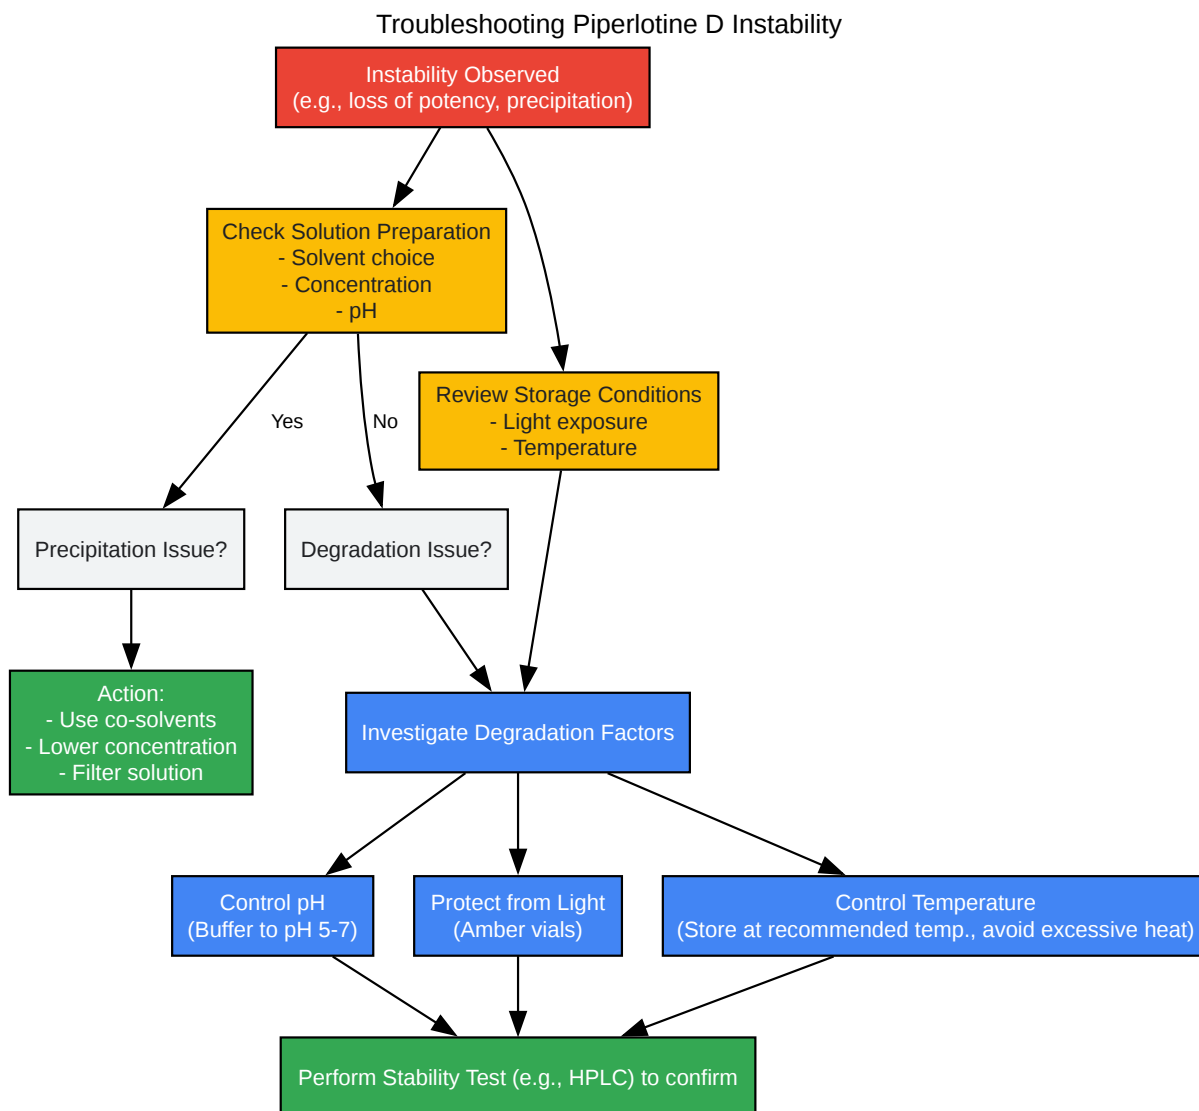 Troubleshooting Piperlotine D Instability
Instability Observed
(e.g., loss of potency, precipitation)
Check Solution Preparation
- Solvent choice
- Concentration
- pH
Review Storage Conditions
- Light exposure
- Temperature
Yes
No
Precipitation Issue?
Degradation Issue?
Action:
- Use co-solvents
- Lower concentration
- Filter solution
Investigate Degradation Factors
Control pH
(Buffer to pH 5-7)
Protect from Light
(Amber vials)
Control Temperature
(Store at recommended temp., avoid excessive heat)
Perform Stability Test (e.g., HPLC) to confirm